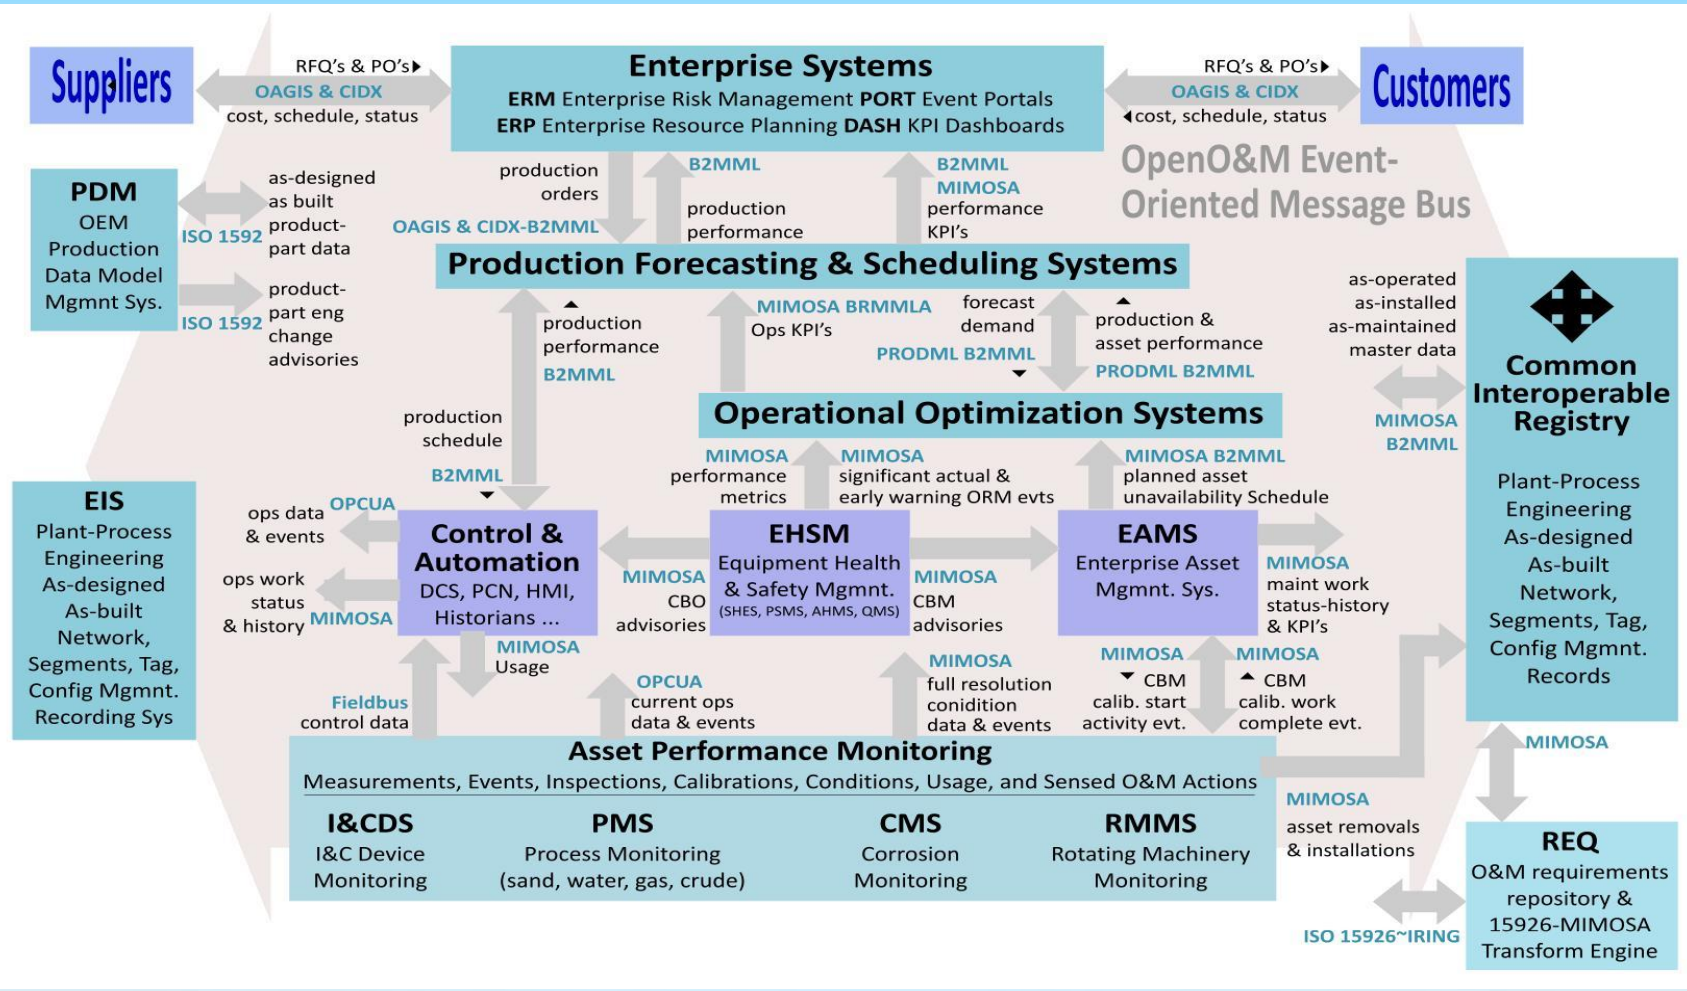 Suppliers
RFQ's & PO's
OAGIS & CIDX
cost, schedule, status
Enterprise Systems
ERM Enterprise Risk Management PORT Event Portals
ERP Enterprise Resource Planning DASH KPI Dashboards
RFQ's & PO's
OAGIS & CIDX
cost, schedule, status
Customers
OpenO&M Event-
Oriented Message Bus
PDM
OEM
Production
Data Model
Mgmnt Sys.
as-designed
as built
product-
part data
ISO 1592
product-
part eng
change
advisories
ISO 1592
production
orders
OAGIS & CIDX-B2MML
B2MML
production
performance
B2MML
MIMOSA
performance
KPI's
Production Forecasting & Scheduling Systems
production
performance
B2MML
MIMOSA BRMMLA
Ops KPI's
forecast
demand
PRODML B2MML
production &
asset performance
PRODML B2MML
production
schedule
B2MML
Operational Optimization Systems
MIMOSA
performance
metrics
MIMOSA
significant actual &
early warning ORM evts
MIMOSA B2MML
planned asset
unavailability Schedule
as-operated
as-installed
as-maintained
master data
MIMOSA
B2MML
Common
Interoperable
Registry
Plant-Process
Engineering
As-designed
As-built
Network,
Segments, Tag,
Config Mgmnt.
Records
EIS
Plant-Process
Engineering
As-designed
As-built
Network,
Segments, Tag,
Config Mgmnt.
Recording Sys
OPCUA
ops data
& events
ops work
status
& history
MIMOSA
Control &
Automation
DCS, PCN, HMI,
Historians ...
MIMOSA
CBO
advisories
EHSM
Equipment Health
& Safety Mgmnt.
(SHES, PSMS, AHMS, QMS)
MIMOSA
CBM
advisories
EAMS
Enterprise Asset
Mgmnt. Sys.
MIMOSA
maint work
status-history
& KPI's
Fieldbus
control data
MIMOSA
Usage
OPCUA
current ops
data & events
MIMOSA
full resolution
conidition
data & events
MIMOSA
CBM
calib. start
activity evt.
MIMOSA
CBM
calib. work
complete evt.
Asset Performance Monitoring
Measurements, Events, Inspections, Calibrations, Conditions, Usage, and Sensed O&M Actions
I&CDS
I&C Device
Monitoring
PMS
Process Monitoring
(sand, water, gas, crude)
CMS
Corrosion
Monitoring
RMMS
Rotating Machinery
Monitoring
MIMOSA
asset removals
& installations
MIMOSA
REQ
O&M requirements
repository &
15926-MIMOSA
Transform Engine
ISO 15926~IRING